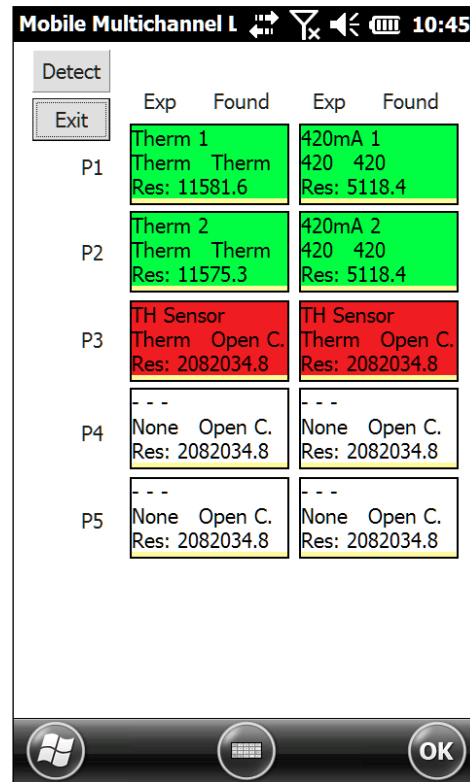 Mobile Multichannel L 10:45
Detect
Exit
Exp Found Exp Found
P1
Therm 1
Therm Therm
Res: 11581.6
420mA 1
420 420
Res: 5118.4
P2
Therm 2
Therm Therm
Res: 11575.3
420mA 2
420 420
Res: 5118.4
P3
TH Sensor
Therm Open C.
Res: 2082034.8
TH Sensor
Therm Open C.
Res: 2082034.8
P4
- - -
None Open C.
Res: 2082034.8
- - -
None Open C.
Res: 2082034.8
P5
- - -
None Open C.
Res: 2082034.8
- - -
None Open C.
Res: 2082034.8
OK